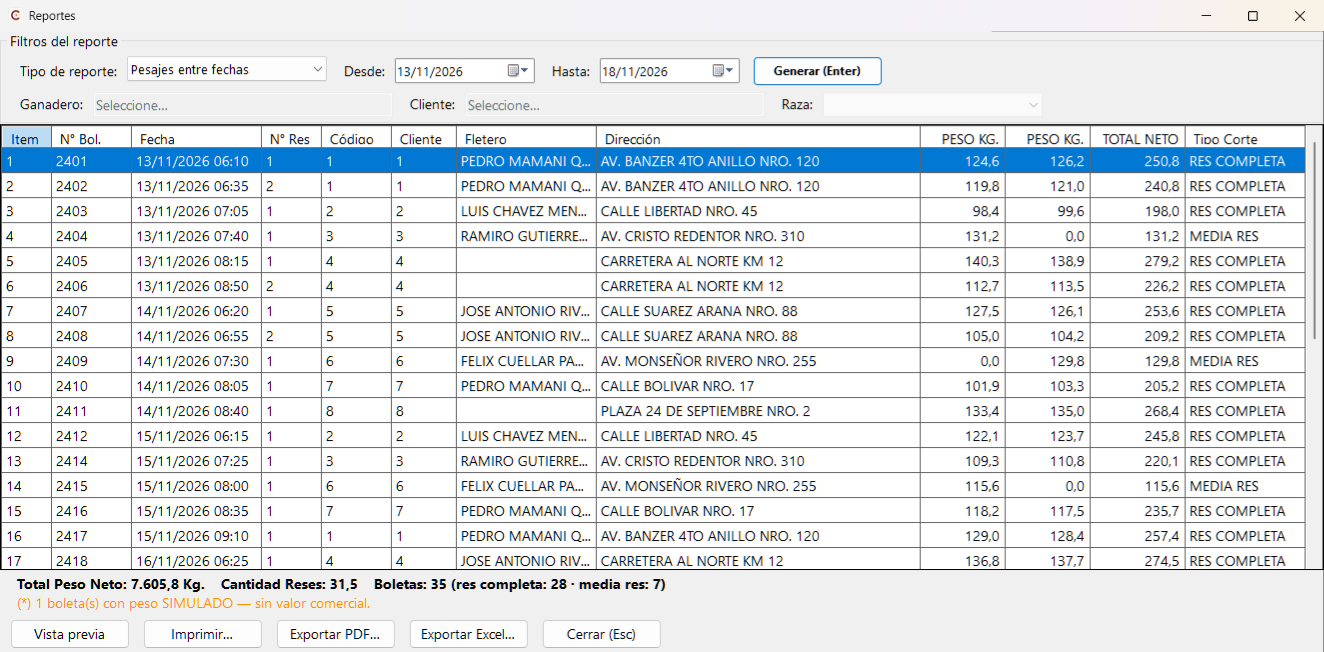 Reportes
Filtros del reporte
Tipo de reporte: Pesajes entre fechas Desde: 13/11/2026 Hasta: 18/11/2026 Generar (Enter)
Ganadero: Seleccione... Cliente: Seleccione... Raza:
Item N° Bol. Fecha N° Res Código Cliente Fletero Dirección PESO KG. PESO KG. TOTAL NETO Tipo Corte
1 2401 13/11/2026 06:10 1 1 1 PEDRO MAMANI Q... AV. BANZER 4TO ANILLO NRO. 120 124,6 126,2 250,8 RES COMPLETA
2 2402 13/11/2026 06:35 2 1 1 PEDRO MAMANI Q... AV. BANZER 4TO ANILLO NRO. 120 119,8 121,0 240,8 RES COMPLETA
3 2403 13/11/2026 07:05 1 2 2 LUIS CHAVEZ MEN... CALLE LIBERTAD NRO. 45 98,4 99,6 198,0 RES COMPLETA
4 2404 13/11/2026 07:40 1 3 3 RAMIRO GUTIERRE... AV. CRISTO REDENTOR NRO. 310 131,2 0,0 131,2 MEDIA RES
5 2405 13/11/2026 08:15 1 4 4 CARRETERA AL NORTE KM 12 140,3 138,9 279,2 RES COMPLETA
6 2406 13/11/2026 08:50 2 4 4 CARRETERA AL NORTE KM 12 112,7 113,5 226,2 RES COMPLETA
7 2407 14/11/2026 06:20 1 5 5 JOSE ANTONIO RIV... CALLE SUAREZ ARANA NRO. 88 127,5 126,1 253,6 RES COMPLETA
8 2408 14/11/2026 06:55 2 5 5 JOSE ANTONIO RIV... CALLE SUAREZ ARANA NRO. 88 105,0 104,2 209,2 RES COMPLETA
9 2409 14/11/2026 07:30 1 6 6 FELIX CUELLAR PA... AV. MONSEÑOR RIVERO NRO. 255 0,0 129,8 129,8 MEDIA RES
10 2410 14/11/2026 08:05 1 7 7 PEDRO MAMANI Q... CALLE BOLIVAR NRO. 17 101,9 103,3 205,2 RES COMPLETA
11 2411 14/11/2026 08:40 1 8 8 PLAZA 24 DE SEPTIEMBRE NRO. 2 133,4 135,0 268,4 RES COMPLETA
12 2412 15/11/2026 06:15 1 2 2 LUIS CHAVEZ MEN... CALLE LIBERTAD NRO. 45 122,1 123,7 245,8 RES COMPLETA
13 2414 15/11/2026 07:25 1 3 3 RAMIRO GUTIERRE... AV. CRISTO REDENTOR NRO. 310 109,3 110,8 220,1 RES COMPLETA
14 2415 15/11/2026 08:00 1 6 6 FELIX CUELLAR PA... AV. MONSEÑOR RIVERO NRO. 255 115,6 0,0 115,6 MEDIA RES
15 2416 15/11/2026 08:35 1 7 7 PEDRO MAMANI Q... CALLE BOLIVAR NRO. 17 118,2 117,5 235,7 RES COMPLETA
16 2417 15/11/2026 09:10 1 1 1 PEDRO MAMANI Q... AV. BANZER 4TO ANILLO NRO. 120 129,0 128,4 257,4 RES COMPLETA
17 2418 16/11/2026 06:25 1 4 4 JOSE ANTONIO RIV... CARRETERA AL NORTE KM 12 136,8 137,7 274,5 RES COMPLETA
Total Peso Neto: 7.605,8 Kg. Cantidad Reses: 31,5 Boletas: 35 (res completa: 28 · media res: 7)
(*) 1 boleta(s) con peso SIMULADO — sin valor comercial.
Vista previa Imprimir... Exportar PDF... Exportar Excel... Cerrar (Esc)